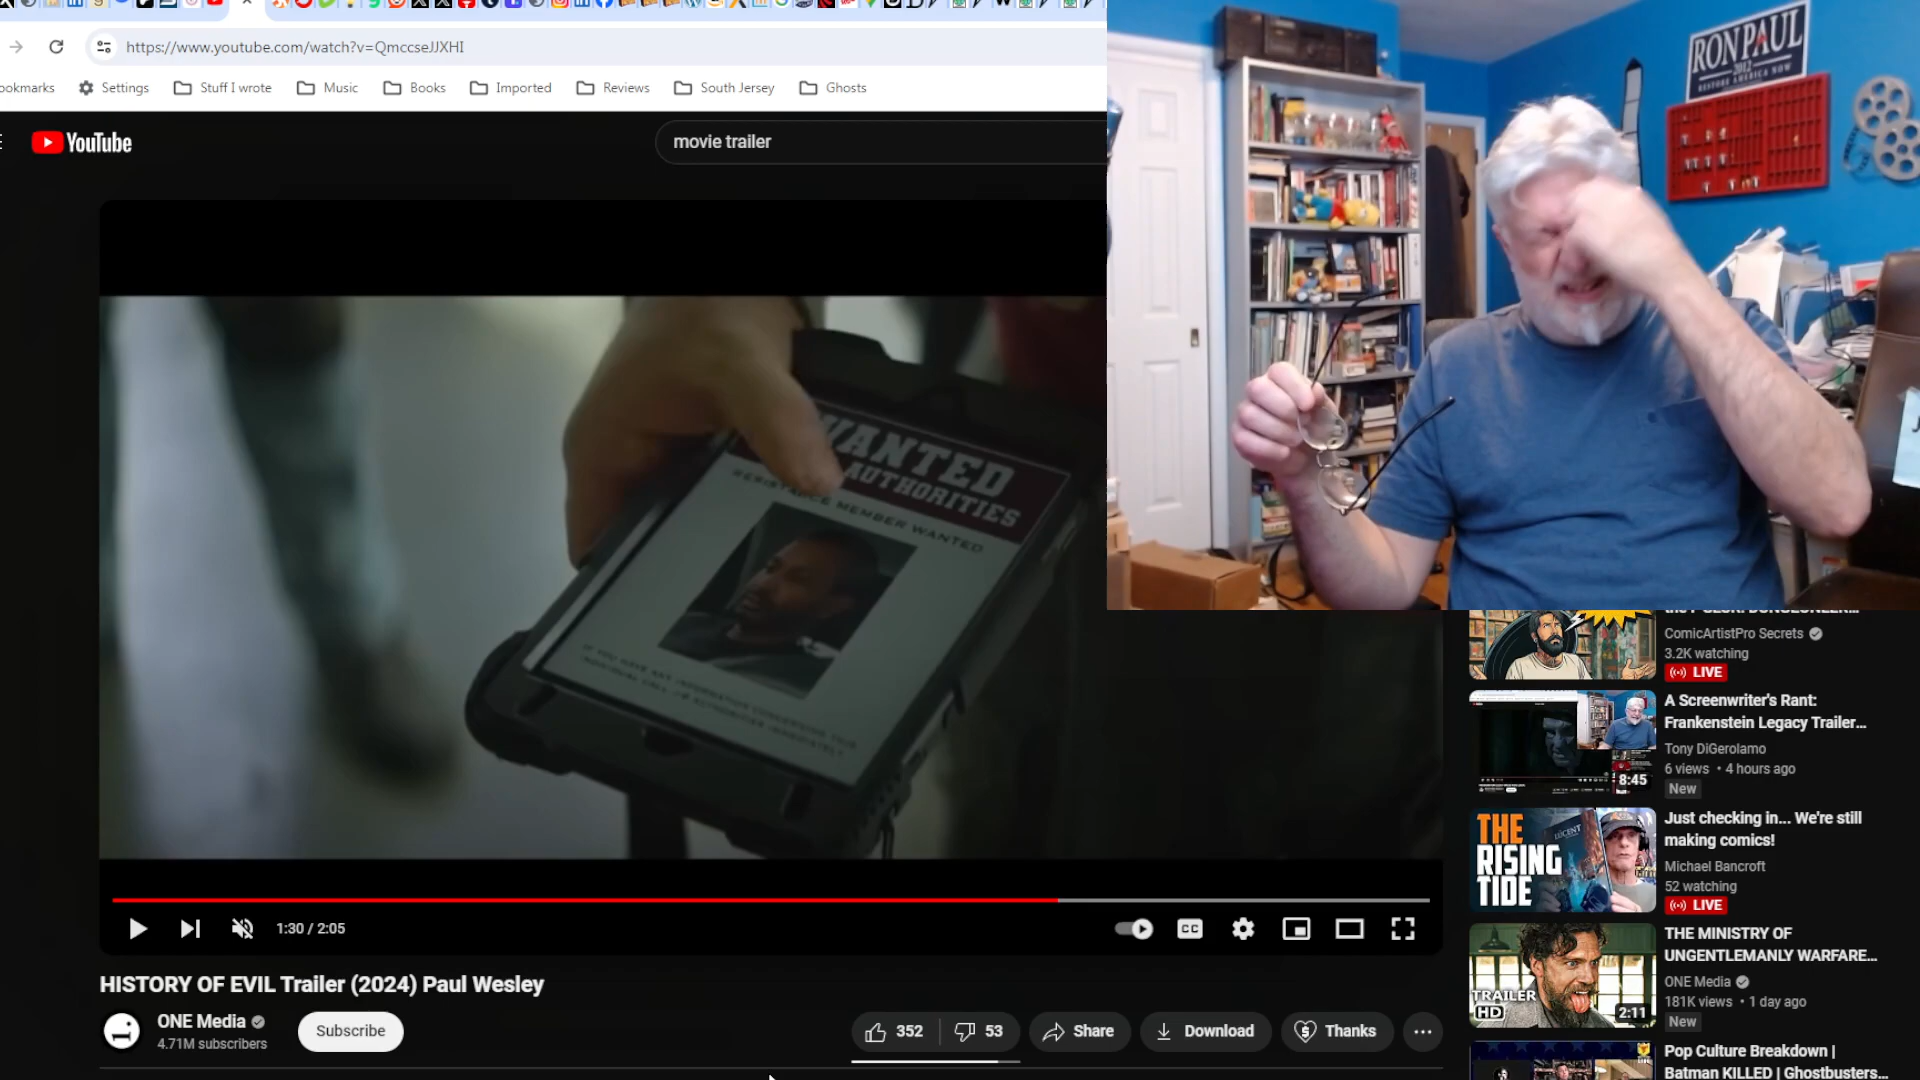 https://www.youtube.com/watch?v=QmccseJJXHI
ookmarks
Settings
Stuff I wrote
Music
Books
Imported
Reviews
South Jersey
Ghosts
YouTube
movie trailer
RON PAUL
2012
RESTORE AMERICA NOW
WANTED
AUTHORITIES
RESISTANCE MEMBER WANTED
1:30 / 2:05
CC
HISTORY OF EVIL Trailer (2024) Paul Wesley
ONE Media
4.71M subscribers
Subscribe
352
53
Share
Download
Thanks
ComicArtistPro Secrets
3.2K watching
LIVE
8:45
A Screenwriter's Rant:
Frankenstein Legacy Trailer...
Tony DiGerolamo
6 views • 4 hours ago
New
THE
RISING
TIDE
Just checking in... We're still
making comics!
Michael Bancroft
52 watching
LIVE
TRAILER
HD
2:11
THE MINISTRY OF
UNGENTLEMANLY WARFARE...
ONE Media
181K views • 1 day ago
New
Pop Culture Breakdown |
Batman KILLED | Ghostbusters...